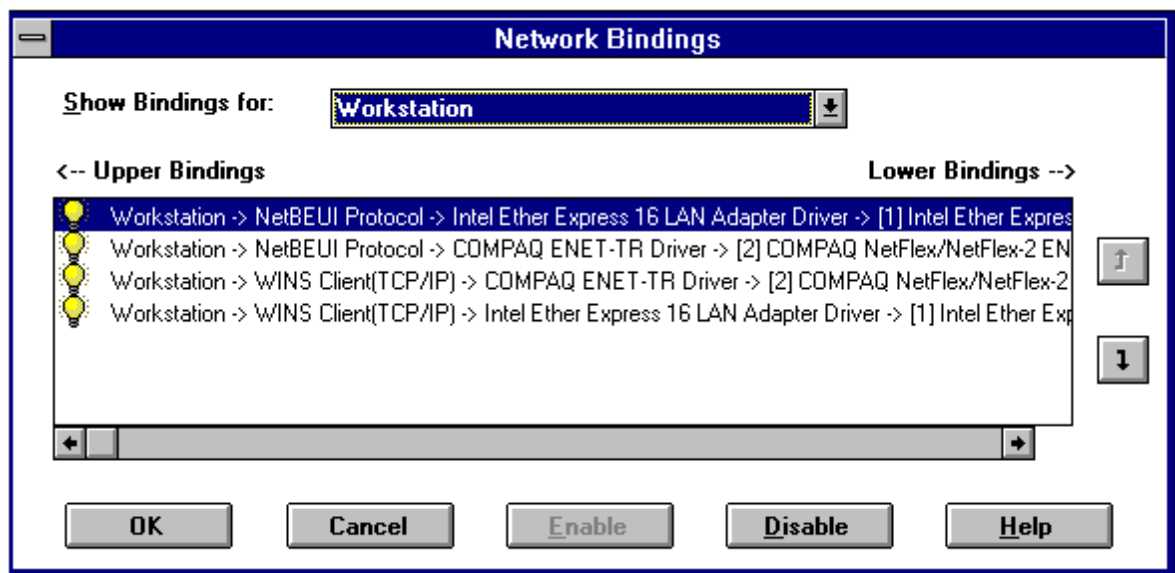 Network Bindings
Show Bindings for:
Workstation
<-- Upper Bindings
Lower Bindings -->
Workstation -> NetBEUI Protocol -> Intel Ether Express 16 LAN Adapter Driver -> [1] Intel Ether Expres
Workstation -> NetBEUI Protocol -> COMPAQ ENET-TR Driver -> [2] COMPAQ NetFlex/NetFlex-2 EN
Workstation -> WINS Client(TCP/IP) -> COMPAQ ENET-TR Driver -> [2] COMPAQ NetFlex/NetFlex-2
Workstation -> WINS Client(TCP/IP) -> Intel Ether Express 16 LAN Adapter Driver -> [1] Intel Ether Exp
OK
Cancel
Enable
Disable
Help